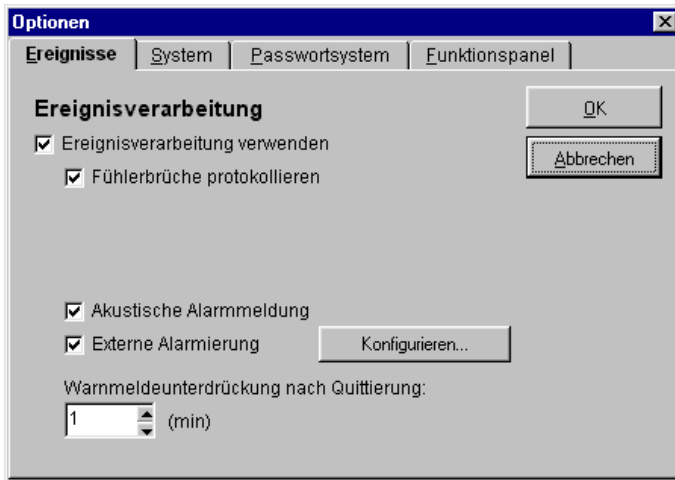 Optionen
Ereignisse System Passwortsystem Funktionspanel
Ereignisverarbeitung
OK
Ereignisverarbeitung verwenden
Abbrechen
Fühlerbrüche protokollieren
Akustische Alarmmeldung
Externe Alarmierung Konfigurieren...
Warnmeldeunterdrückung nach Quittierung:
1 (min)